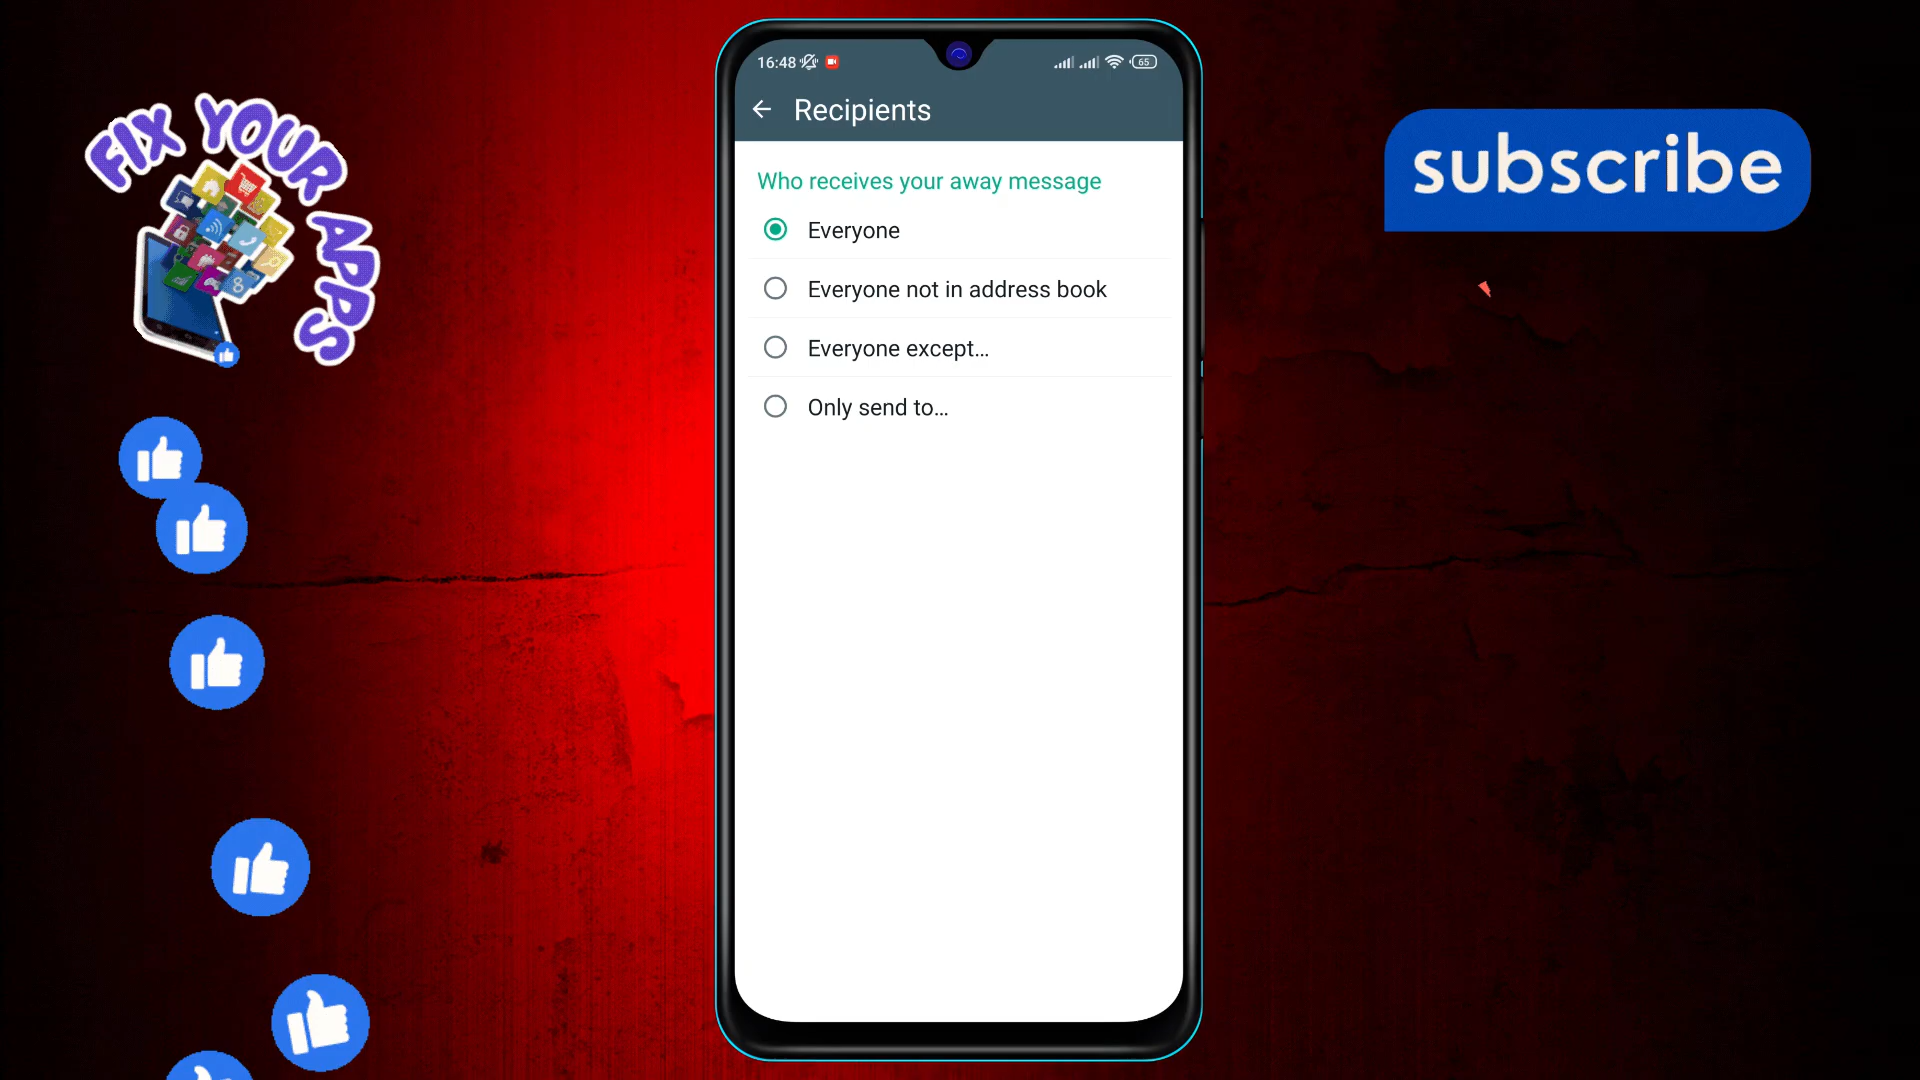 FIX YOUR APPS
16:48
65
Recipients
subscribe
Who receives your away message
Everyone
Everyone not in address book
Everyone except...
Only send to...